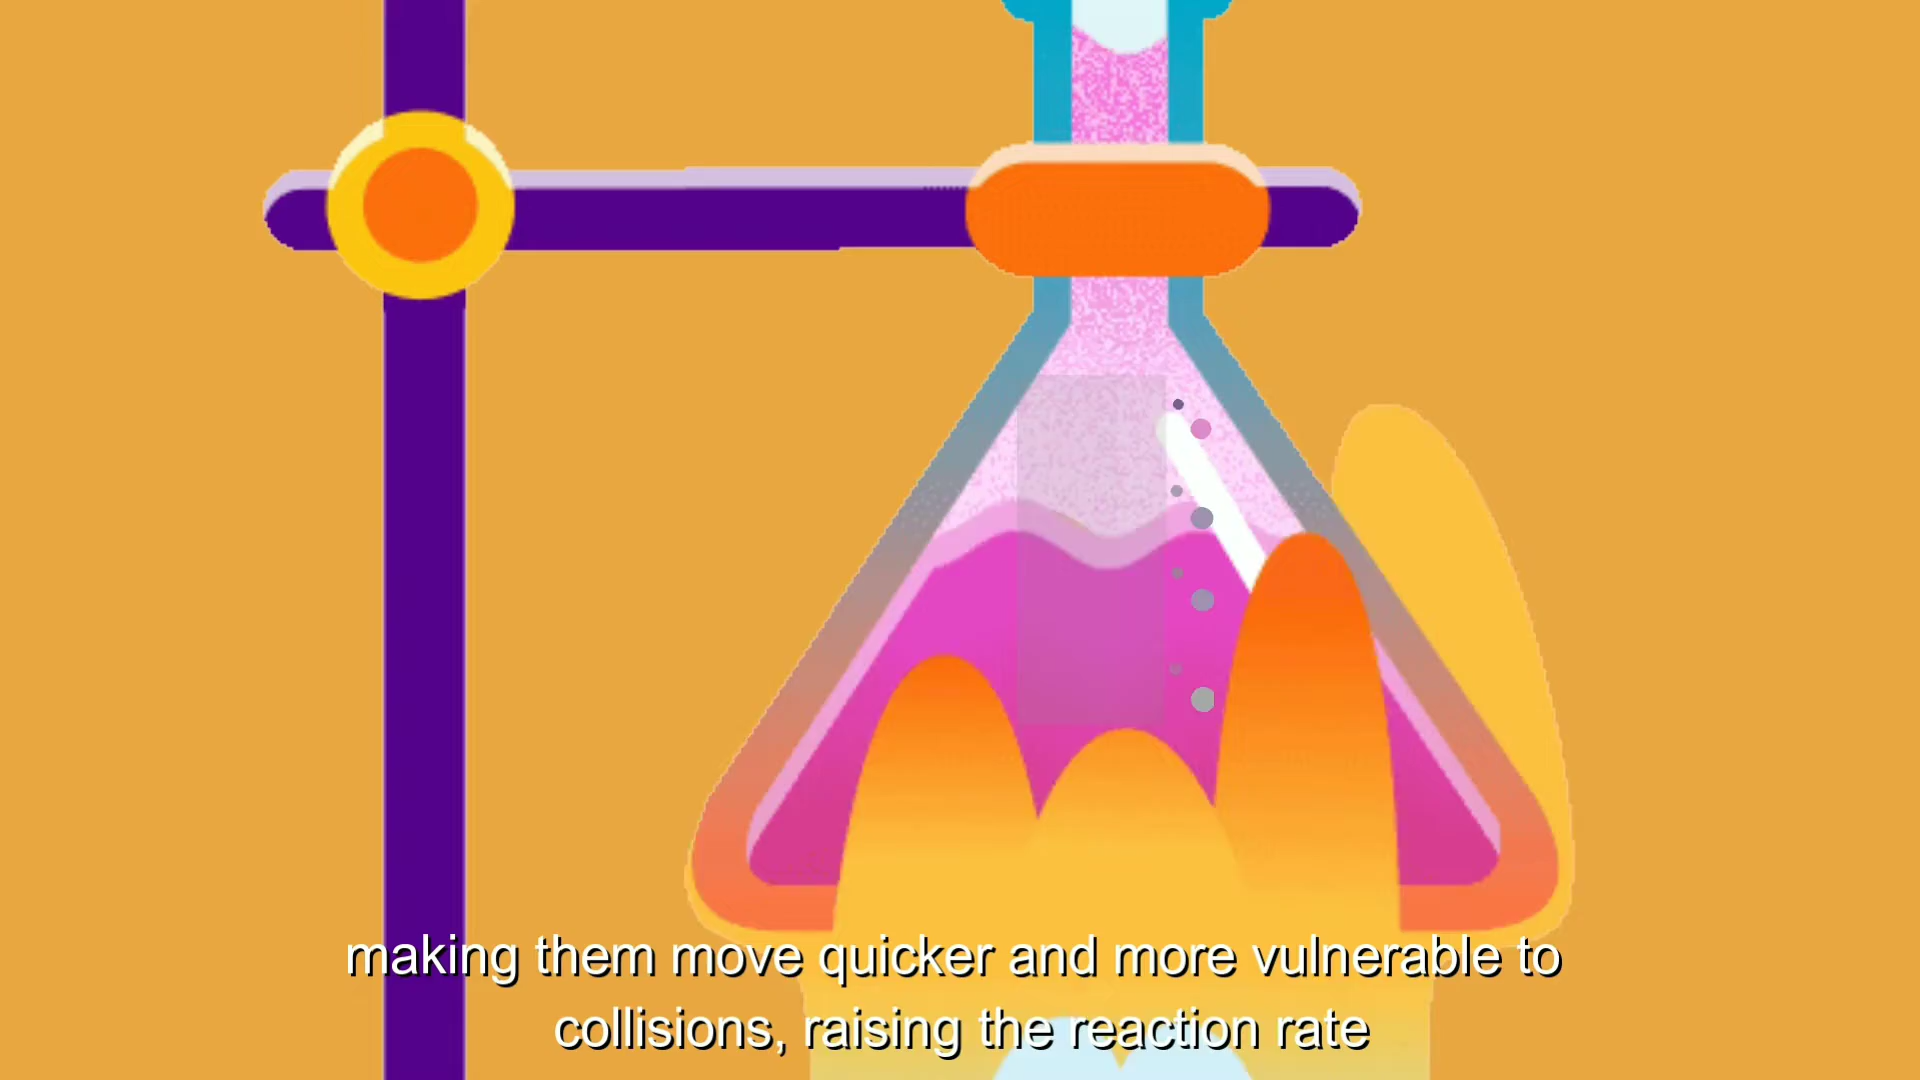 making them move quicker and more vulnerable to
collisions, raising the reaction rate